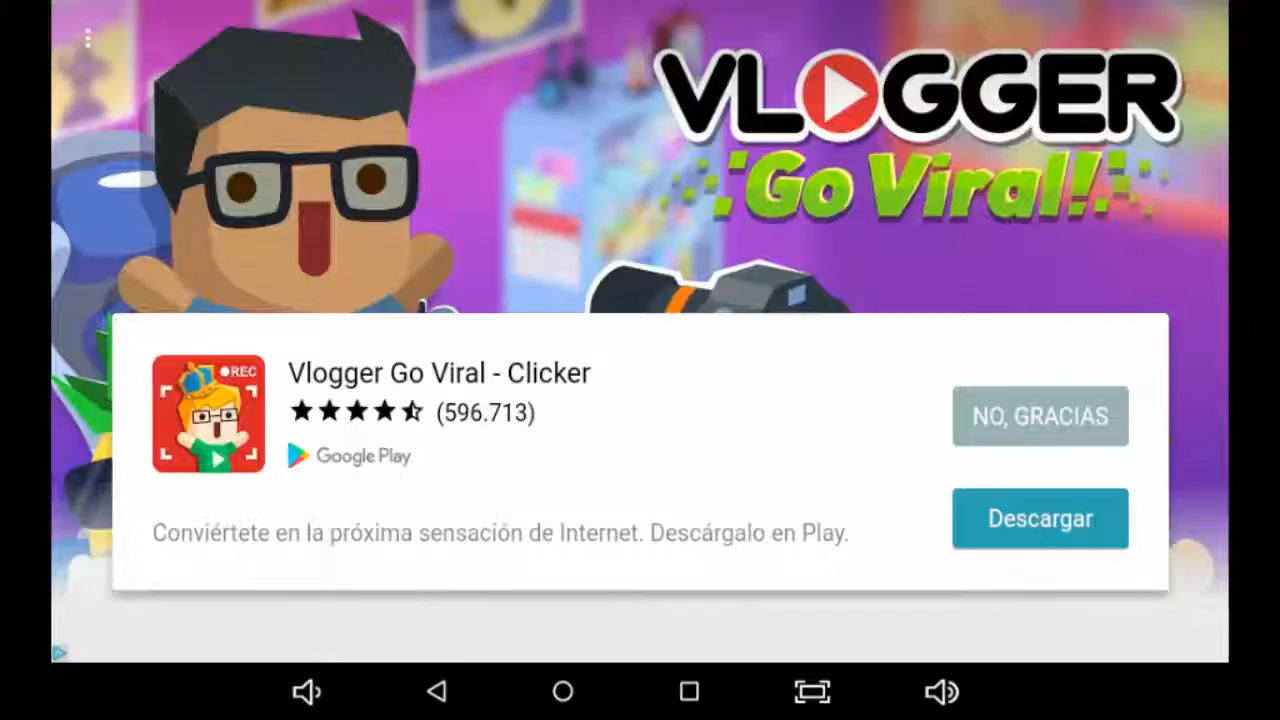 VLOGGER
Go Viral!
REC
Vlogger Go Viral - Clicker
(596.713)
Google Play
NO, GRACIAS
Conviértete en la próxima sensación de Internet. Descárgalo en Play.
Descargar